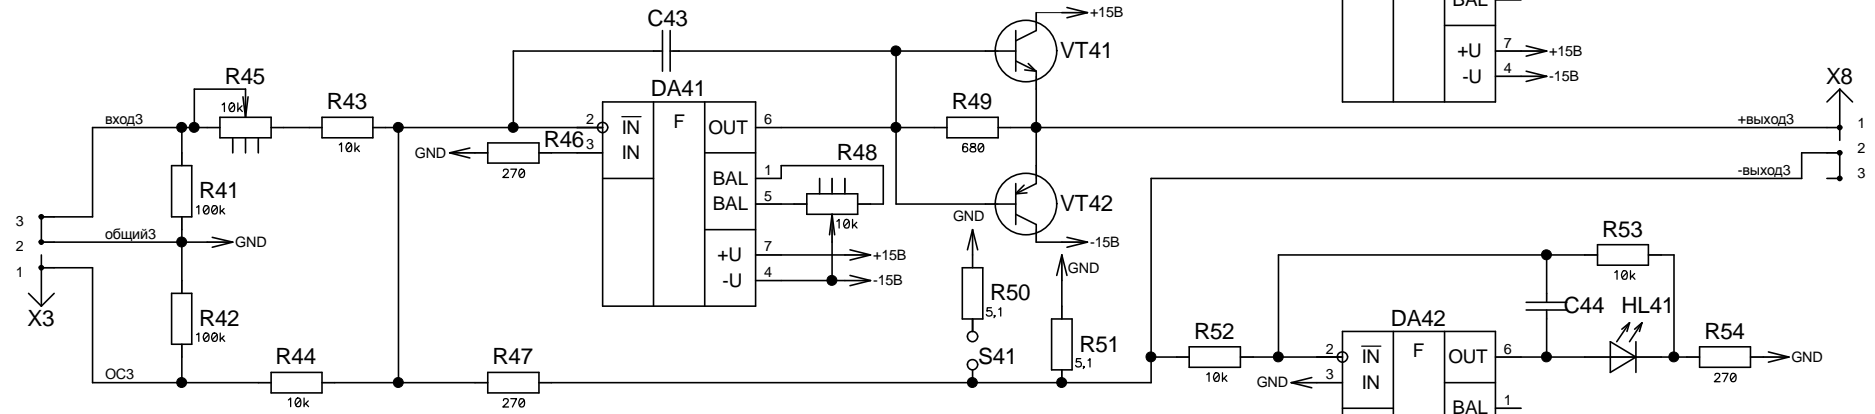 C43
+15В
VT41
BAL
+U 7 +15В
-U 4 -15В
X8
R45
10k
R43
10k
DA41
вход3
2 IN F OUT 6
R46 3 IN
GND
270
R49
680
+выход3 1
2
-выход3 3
1 BAL
5 BAL
R48
10k
+U 7 +15В
-U 4 -15В
R41
100k
VT42
GND
-15В
3
2 общий3 GND
1
X3
R42
100k
GND
R50
5,1
S41
R51
5,1
R53
10k
C44
HL41
DA42
R52
10k
2 IN F OUT 6
GND 3 IN
BAL 1
R54
270
GND
ОС3
R44
10k
R47
270